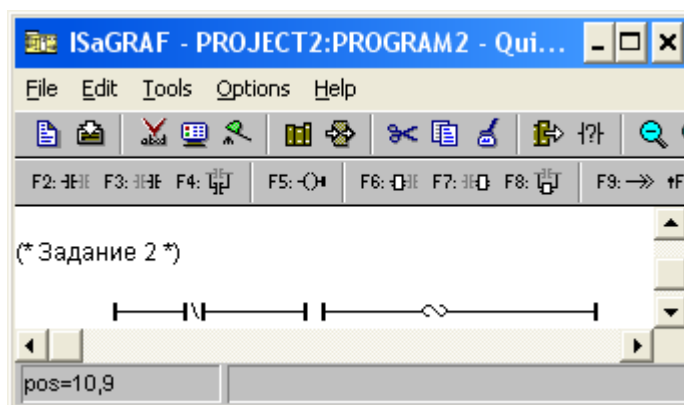 ISaGRAF - PROJECT2:PROGRAM2 - Qui...
File Edit Tools Options Help
F2: F3: F4: F5: F6: F7: F8: F9:
(* Задание 2 *)
pos=10,9